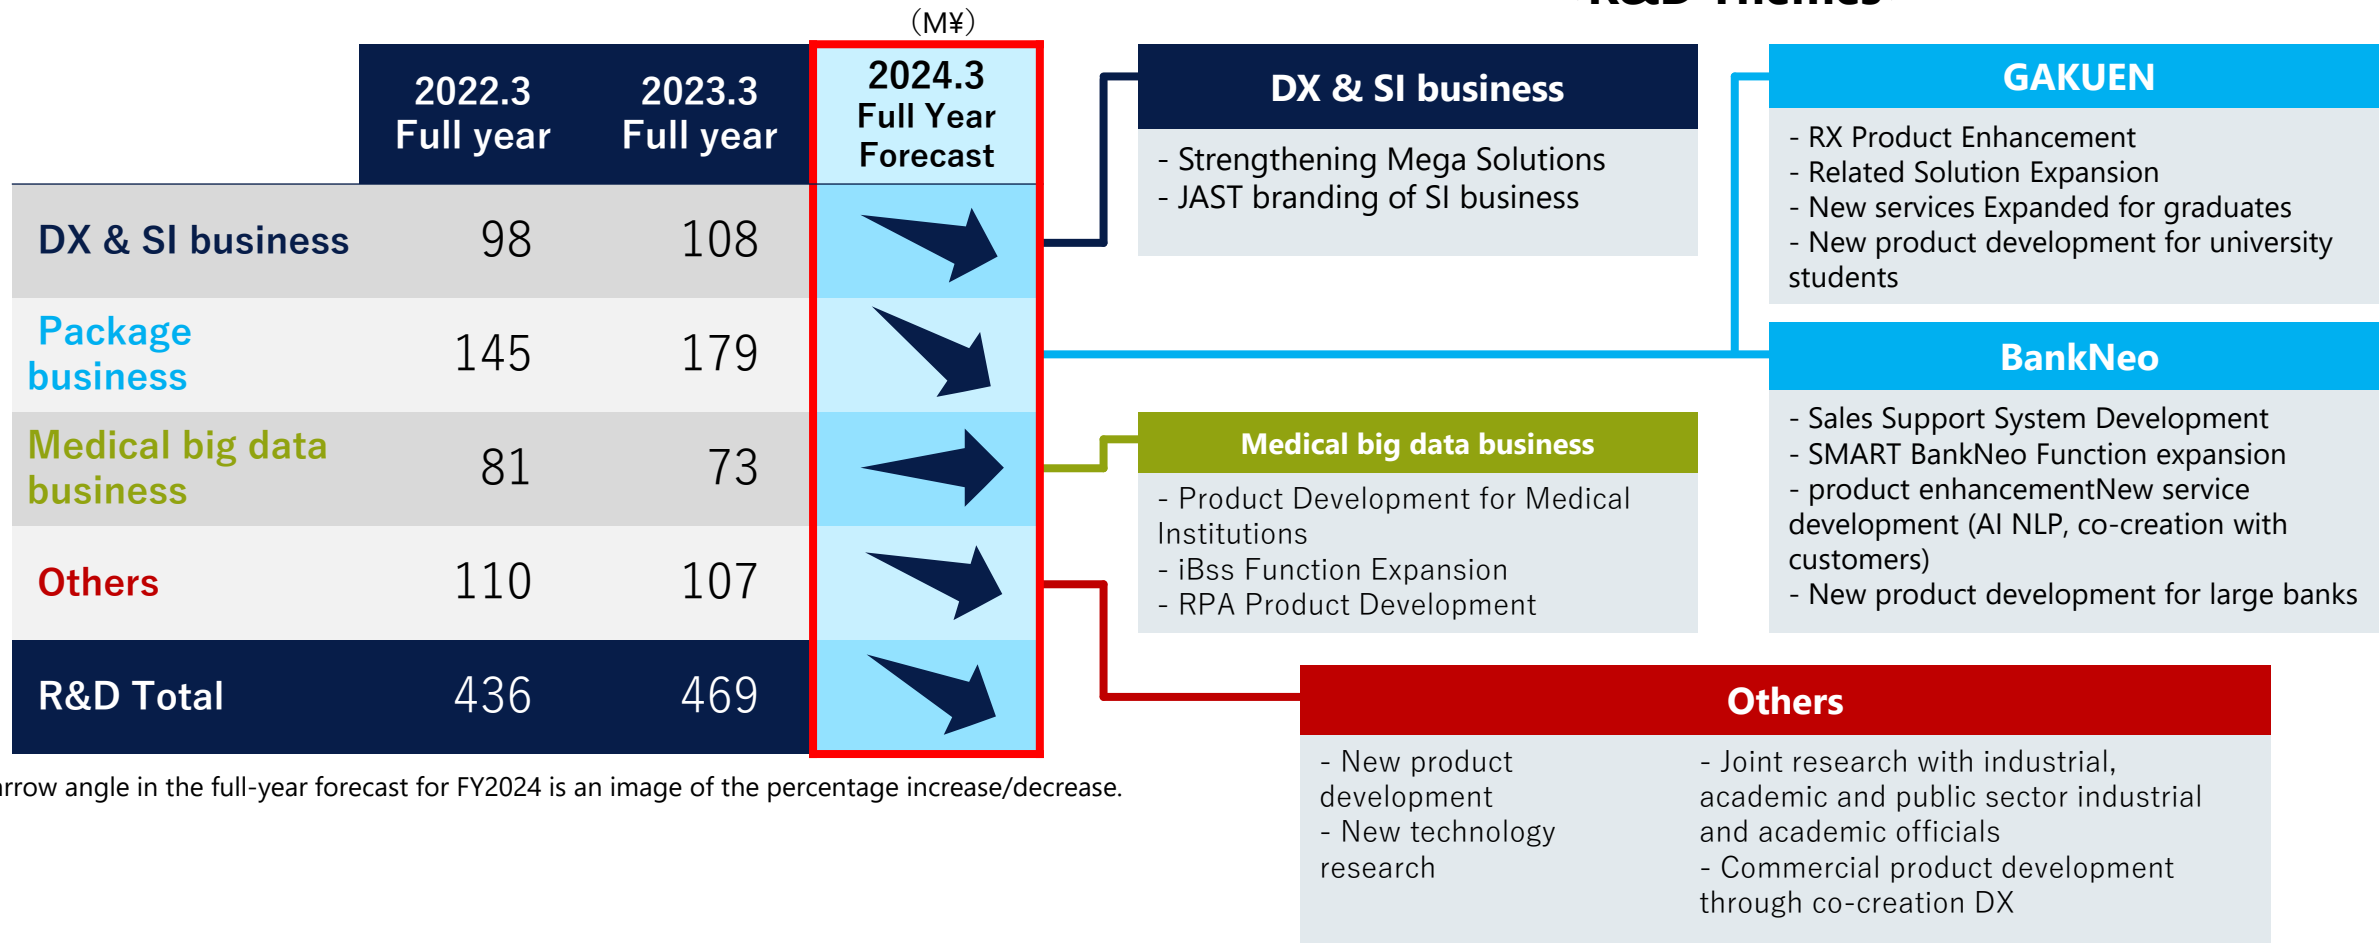 R&D Themes
（M¥）
2022.3
Full year
2023.3
Full year
2024.3
Full Year
Forecast
DX & SI business
98
108
Package
business
145
179
Medical big data
business
81
73
Others
110
107
R&D Total
436
469
arrow angle in the full-year forecast for FY2024 is an image of the percentage increase/decrease.
DX & SI business
- Strengthening Mega Solutions
- JAST branding of SI business
GAKUEN
- RX Product Enhancement
- Related Solution Expansion
- New services Expanded for graduates
- New product development for university
students
BankNeo
- Sales Support System Development
- SMART BankNeo Function expansion
- product enhancementNew service
development (AI NLP, co-creation with
customers)
- New product development for large banks
Medical big data business
- Product Development for Medical
Institutions
- iBss Function Expansion
- RPA Product Development
Others
- New product
development
- New technology
research
- Joint research with industrial,
academic and public sector industrial
and academic officials
- Commercial product development
through co-creation DX